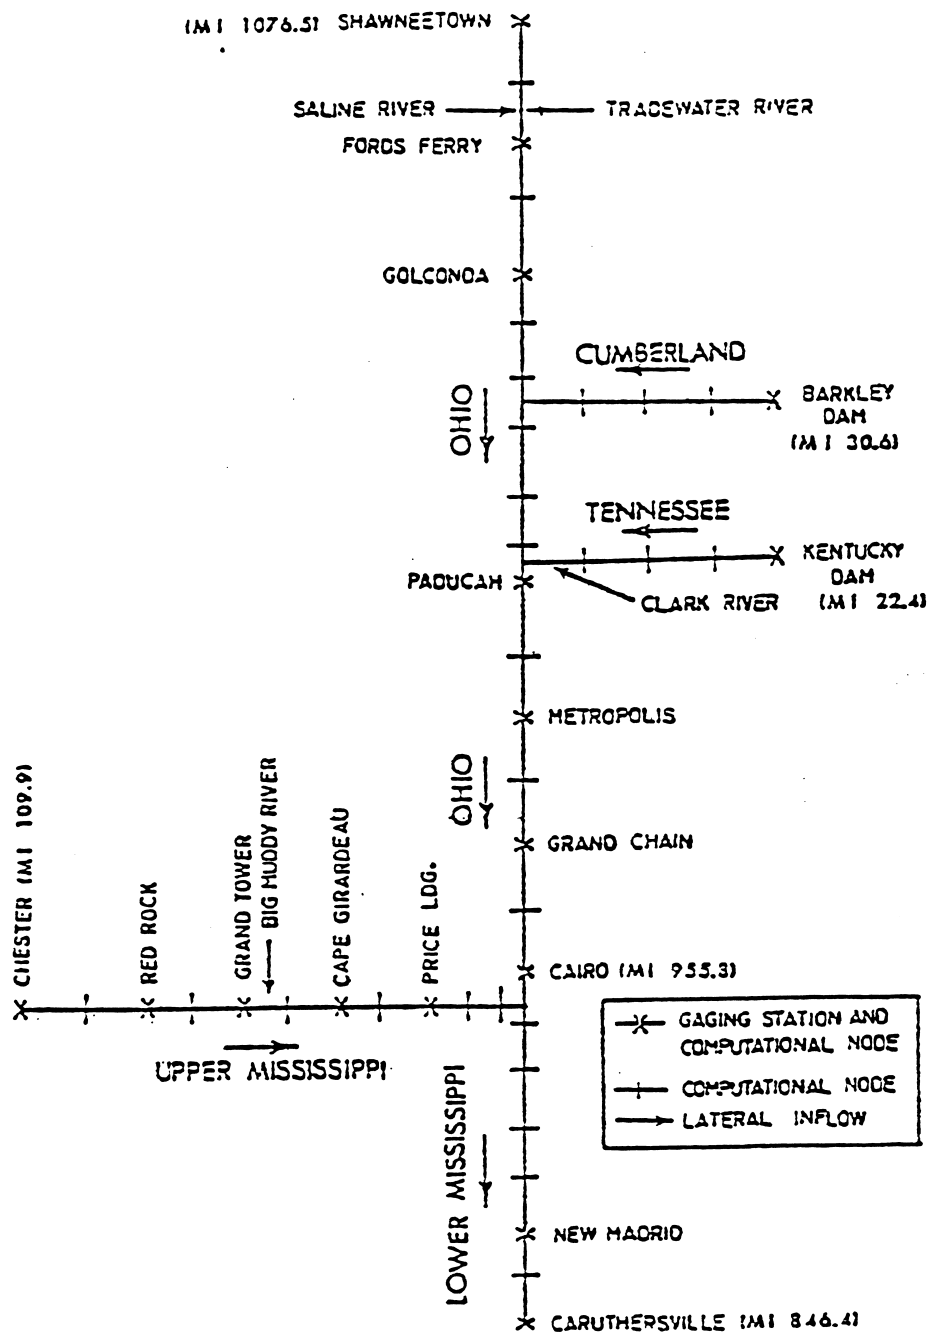 (MI 1076.5) SHAWNEETOWN
SALINE RIVER
TRADEWATER RIVER
FORDS FERRY
GOLCONDA
CUMBERLAND
BARKLEY
DAM
(MI 30.6)
OHIO
TENNESSEE
KENTUCKY
DAM
(MI 22.4)
PADUCAH
CLARK RIVER
METROPOLIS
OHIO
GRAND CHAIN
CHESTER (MI 109.9)
RED ROCK
GRAND TOWER
BIG MUDDY RIVER
CAPE GIRARDEAU
PRICE LDG.
CAIRO (MI 955.3)
UPPER MISSISSIPPI
GAGING STATION AND
COMPUTATIONAL NODE
COMPUTATIONAL NODE
LATERAL INFLOW
LOWER MISSISSIPPI
NEW MADRID
CARUTHERSVILLE (MI 846.4)